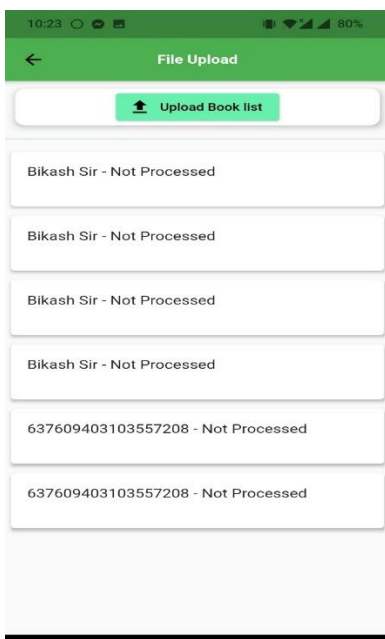 10:23 80%
File Upload
Upload Book list
Bikash Sir - Not Processed
Bikash Sir - Not Processed
Bikash Sir - Not Processed
Bikash Sir - Not Processed
637609403103557208 - Not Processed
637609403103557208 - Not Processed